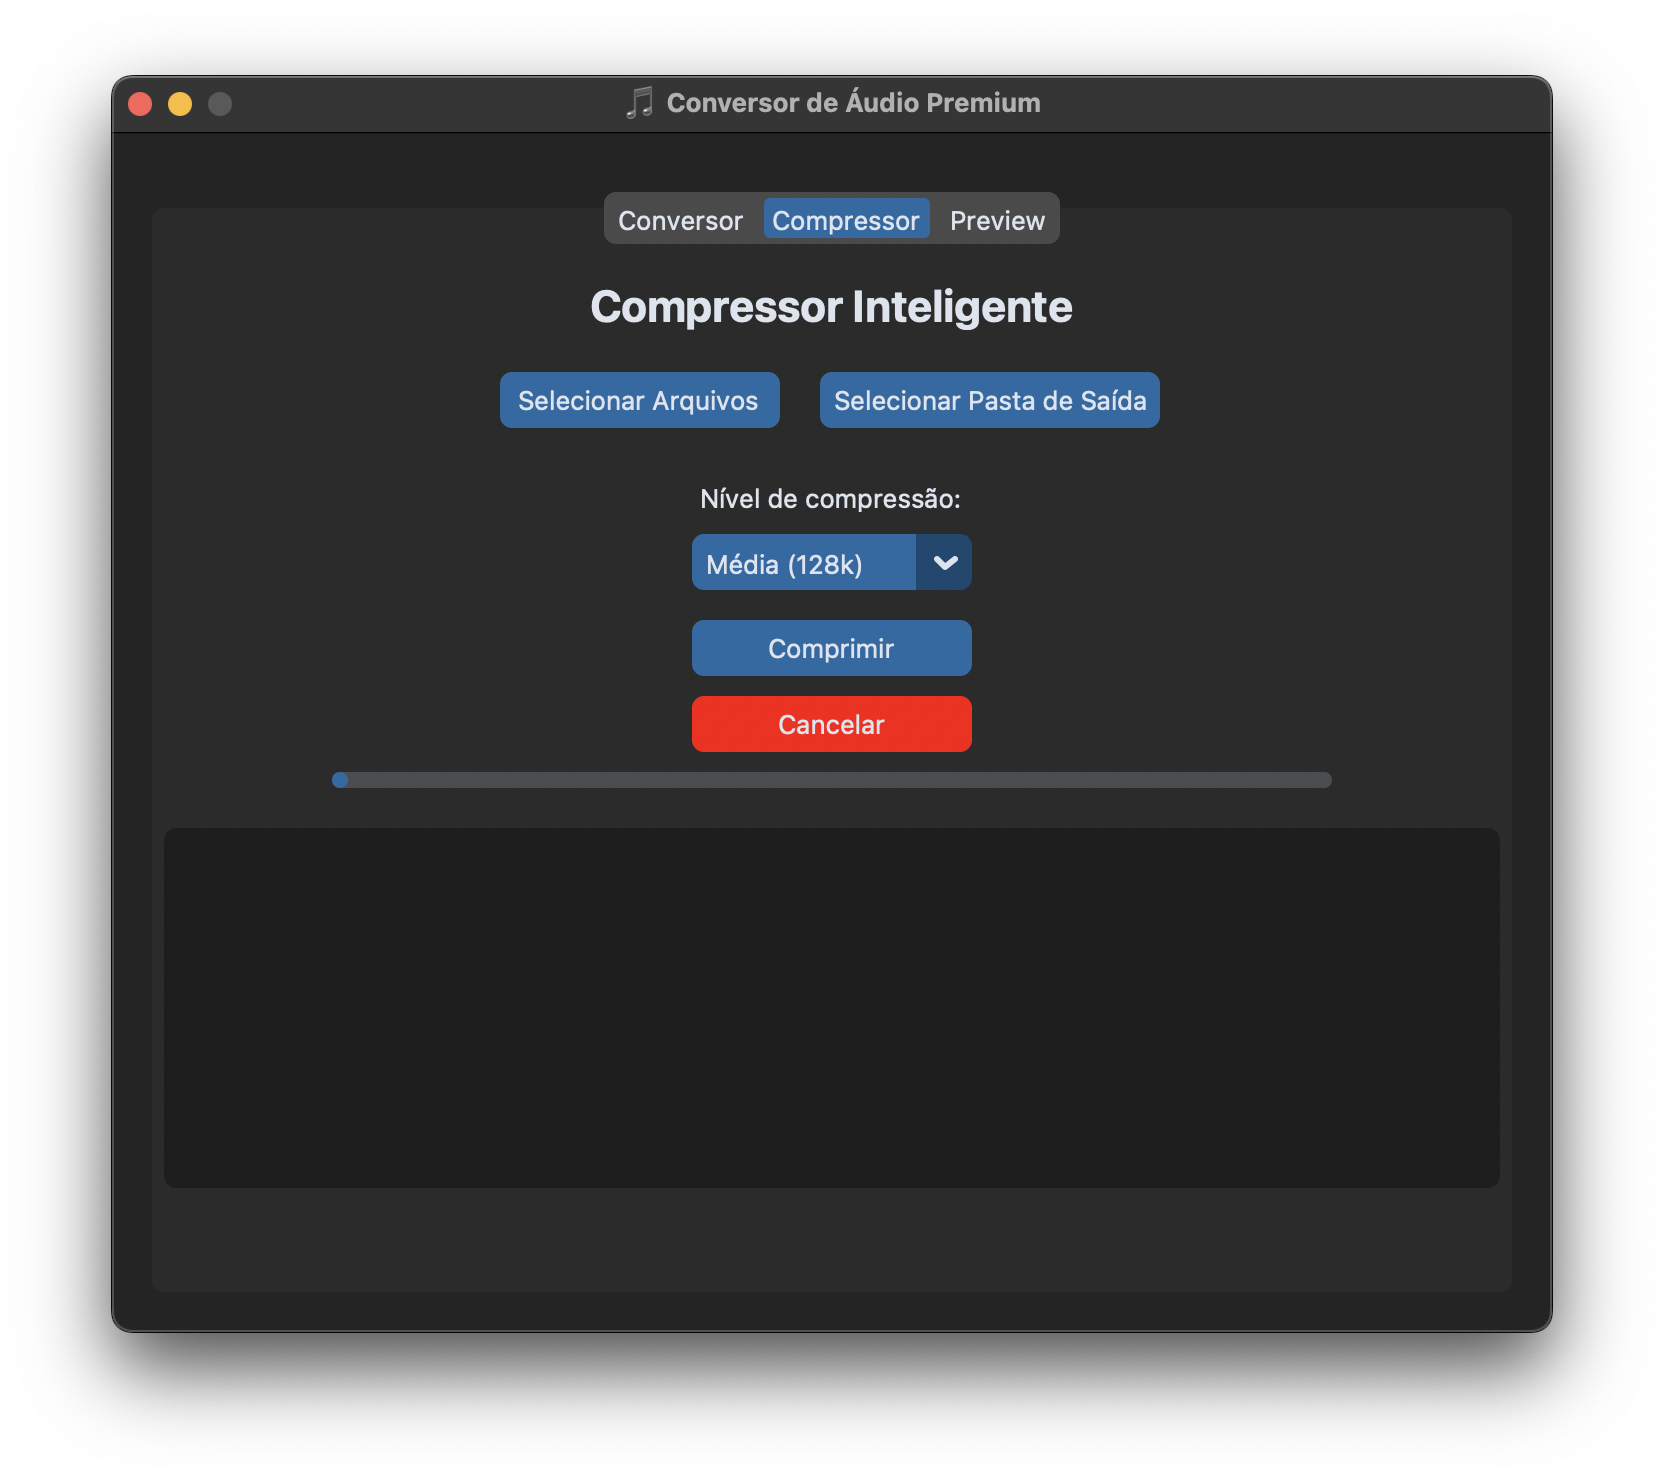 🎵 Conversor de Áudio Premium
Conversor Compressor Preview
Compressor Inteligente
Selecionar Arquivos Selecionar Pasta de Saída
Nível de compressão:
Média (128k)
Comprimir
Cancelar